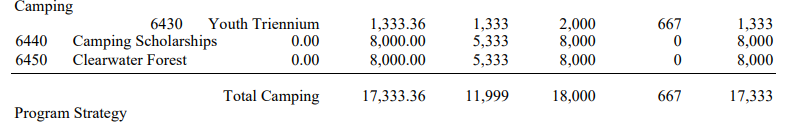 Camping
6430 Youth Triennium 1,333.36 1,333 2,000 667 1,333
6440 Camping Scholarships 0.00 8,000.00 5,333 8,000 0 8,000
6450 Clearwater Forest 0.00 8,000.00 5,333 8,000 0 8,000
Total Camping 17,333.36 11,999 18,000 667 17,333
Program Strategy